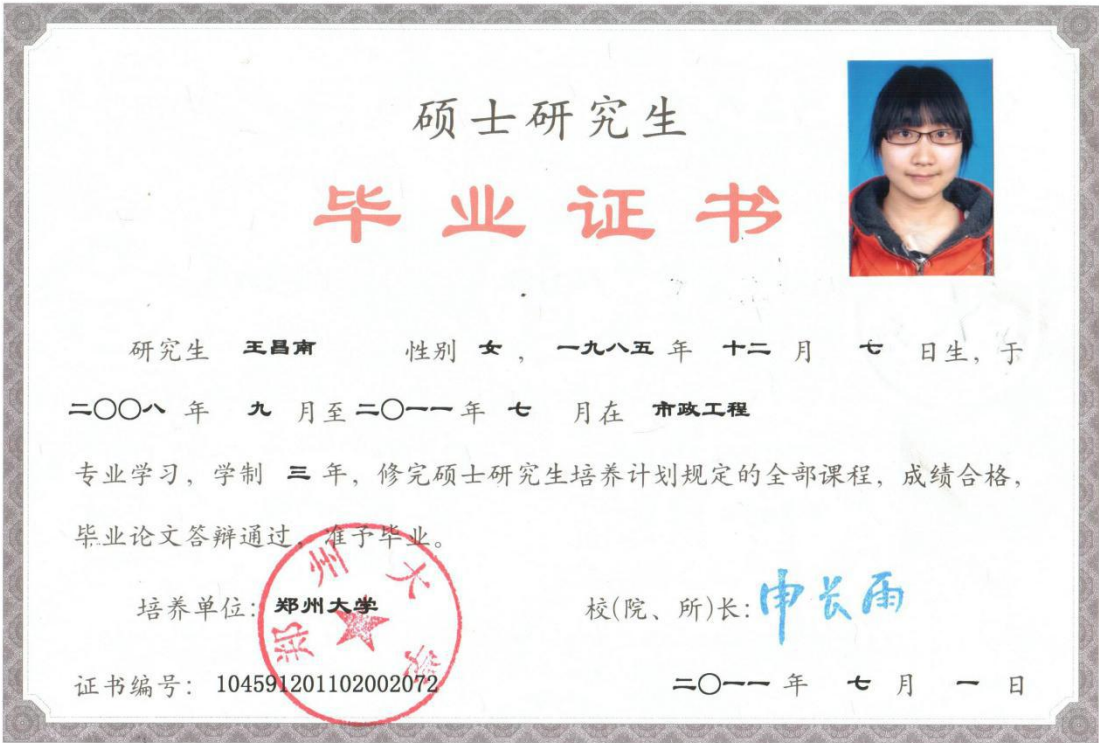 硕士研究生
毕业证书
研究生 王昌南 性别 女 , 一九八五 年 十二 月 七 日生, 于
二〇〇八 年 九 月至 二〇一一 年 七 月在 市政工程
专业学习, 学制 三 年, 修完硕士研究生培养计划规定的全部课程, 成绩合格,
毕业论文答辩通过, 准予毕业。
培养单位: 郑州大学
校(院、所)长: 申长雨
郑州大学
证书编号: 104591201102002072
二〇一一 年 七 月 一 日